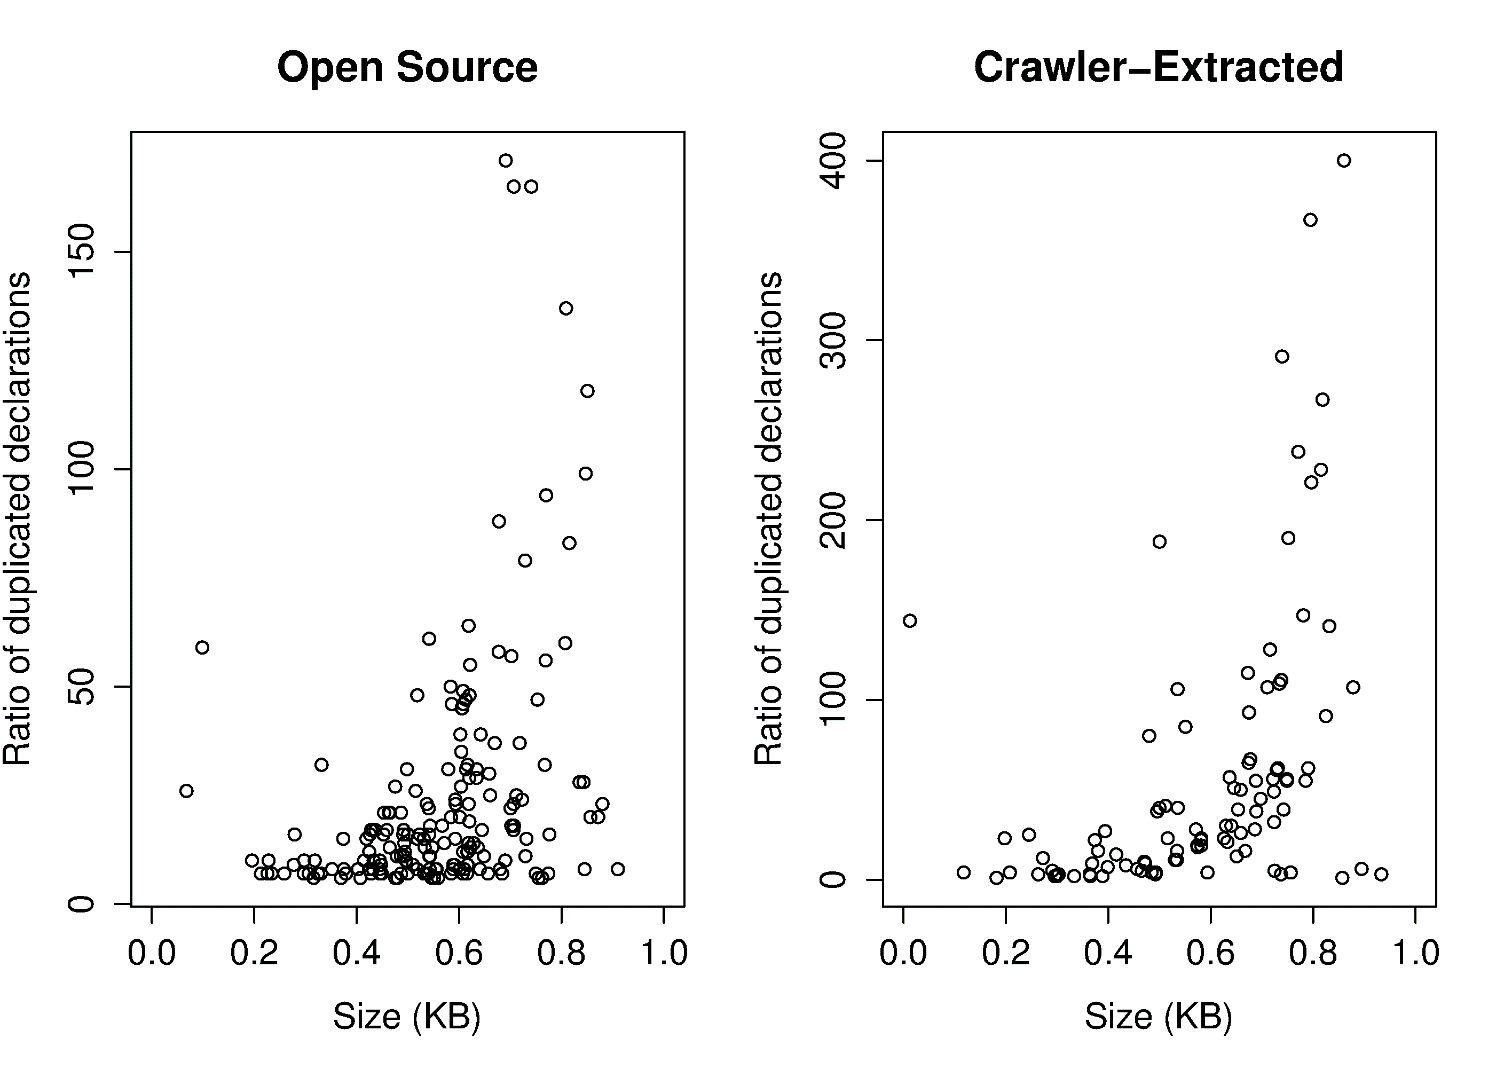 Open Source
Ratio of duplicated declarations
150
100
50
0
0.0 0.2 0.4 0.6 0.8 1.0
Size (KB)
Crawler−Extracted
Ratio of duplicated declarations
400
300
200
100
0
0.0 0.2 0.4 0.6 0.8 1.0
Size (KB)